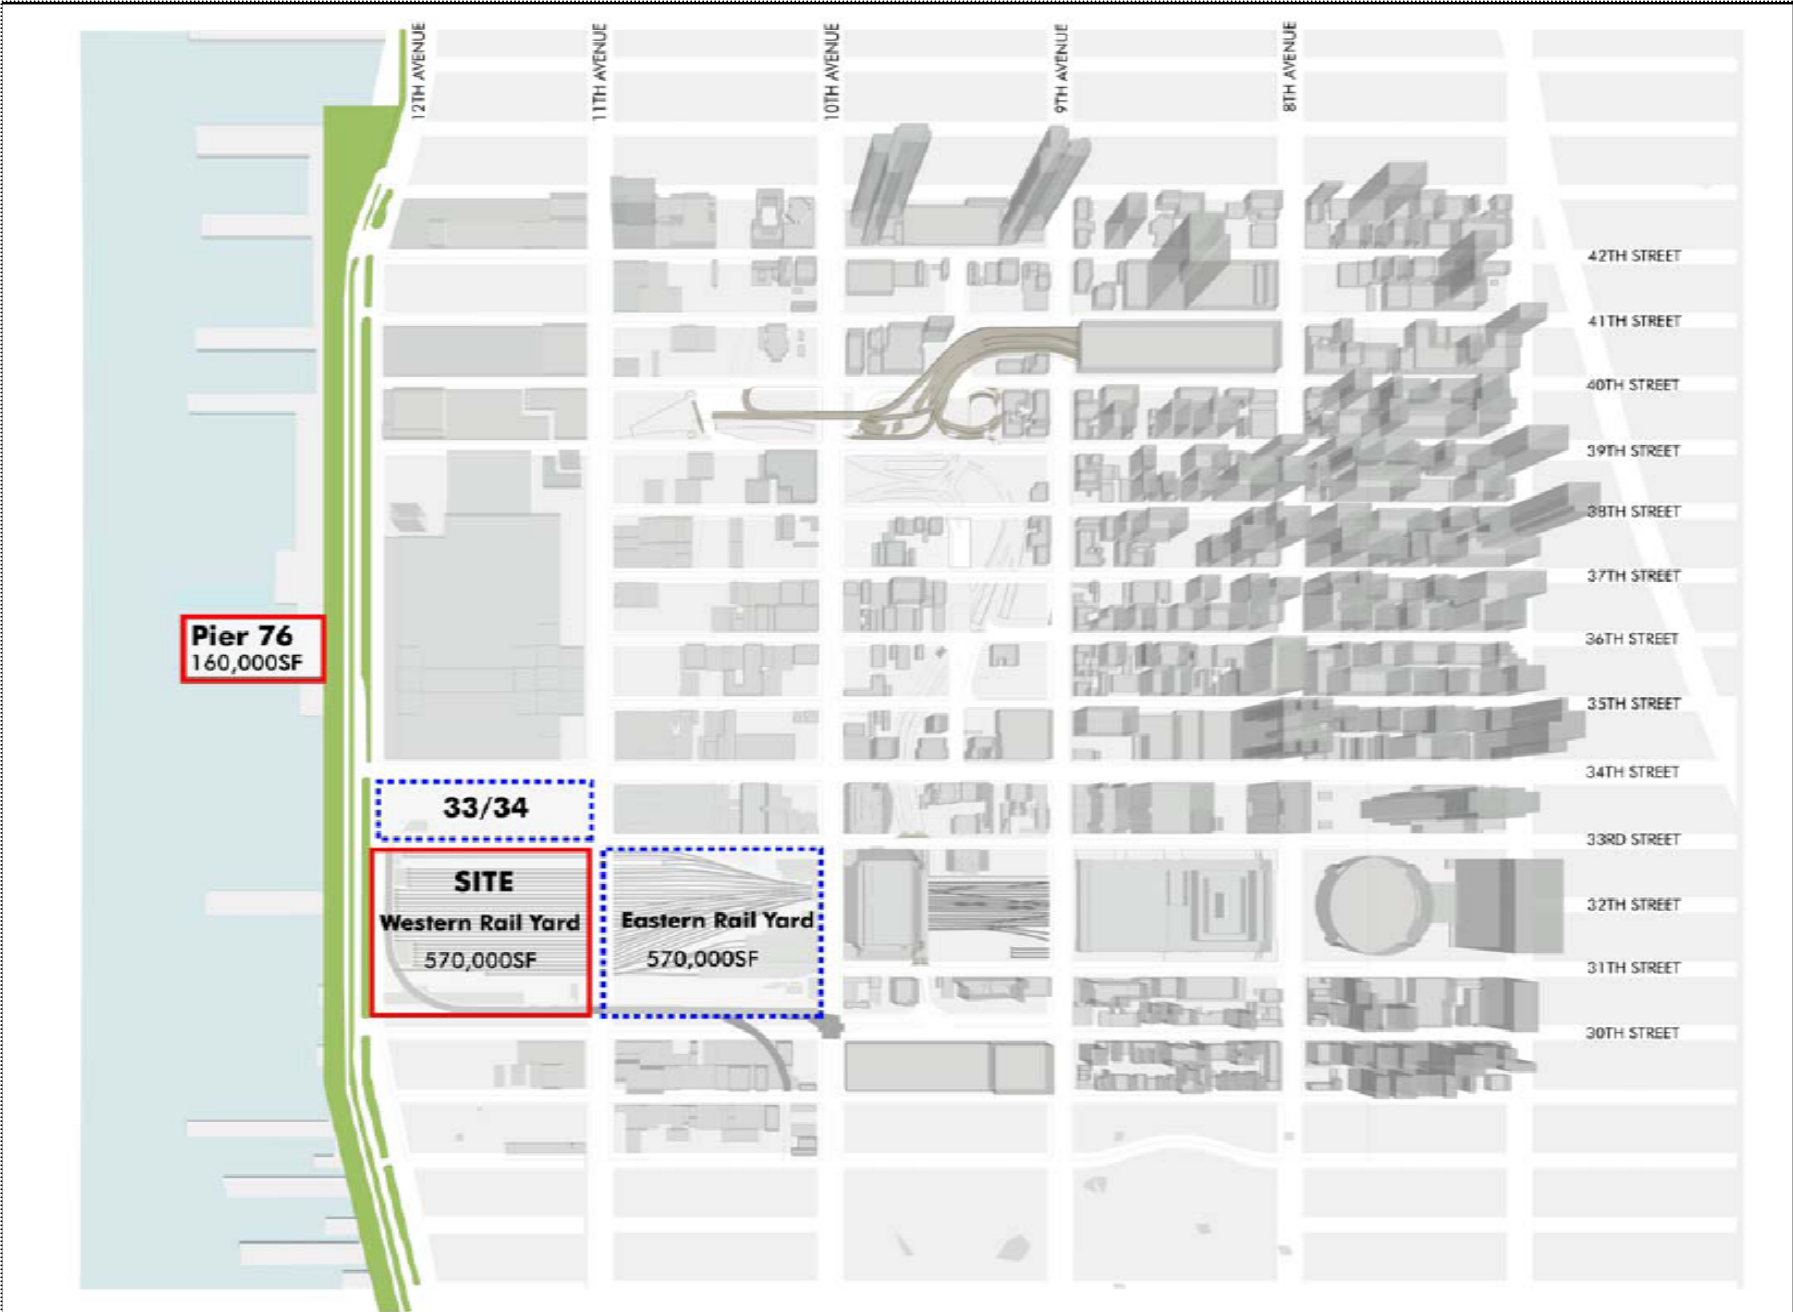 12TH AVENUE
11TH AVENUE
10TH AVENUE
9TH AVENUE
8TH AVENUE
42TH STREET
41TH STREET
40TH STREET
39TH STREET
38TH STREET
37TH STREET
Pier 76
160,000SF
36TH STREET
35TH STREET
34TH STREET
33/34
33RD STREET
SITE
Western Rail Yard
570,000SF
Eastern Rail Yard
570,000SF
32TH STREET
31TH STREET
30TH STREET